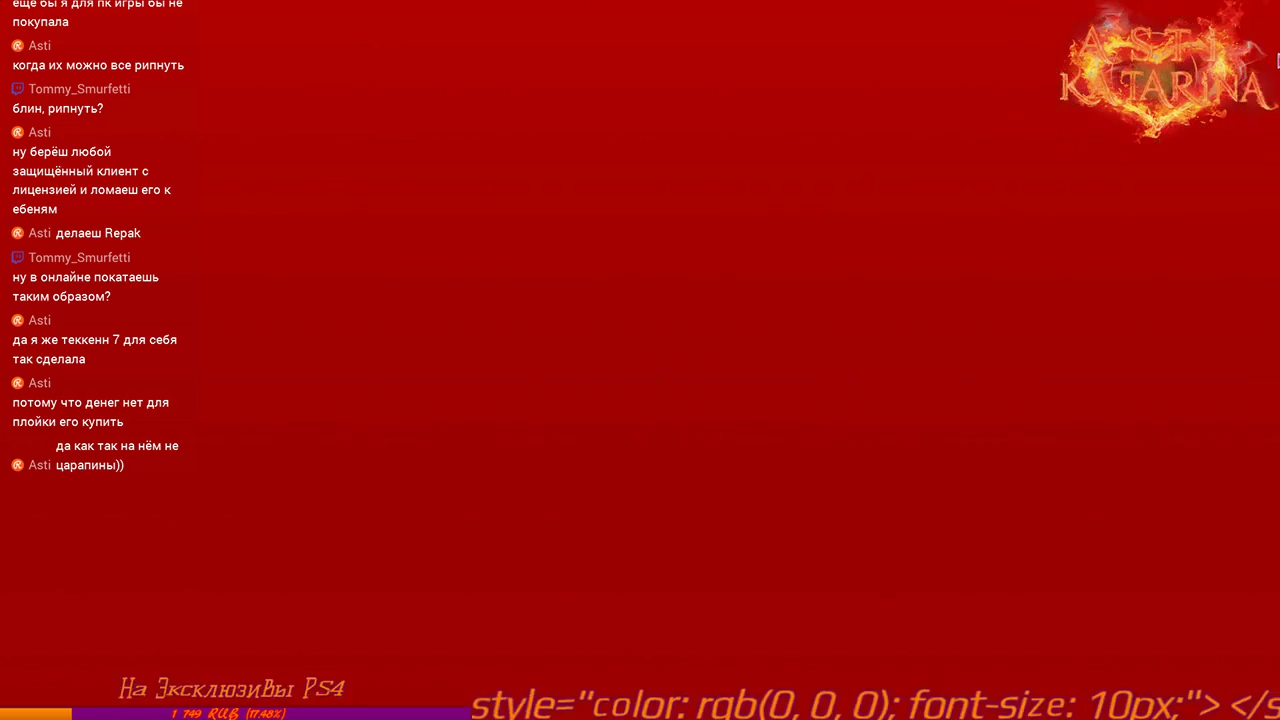 еще бы я для пк игры бы не
покупала
Asti
когда их можно все рипнуть
Tommy_Smurfetti
блин, рипнуть?
Asti
ну берёш любой
защищённый клиент с
лицензией и ломаеш его к
ебеням
Asti делаеш Repak
Tommy_Smurfetti
ну в онлайне покатаешь
таким образом?
Asti
да я же теккенн 7 для себя
так сделала
Asti
потому что денег нет для
плойки его купить
да как так на нём не
Asti царапины))
ASTI
KATARINA
На Эксклюзивы PS4
1 749 RUB (17.48%)
style="color: rgb(0, 0, 0); font-size: 10px;"> </s